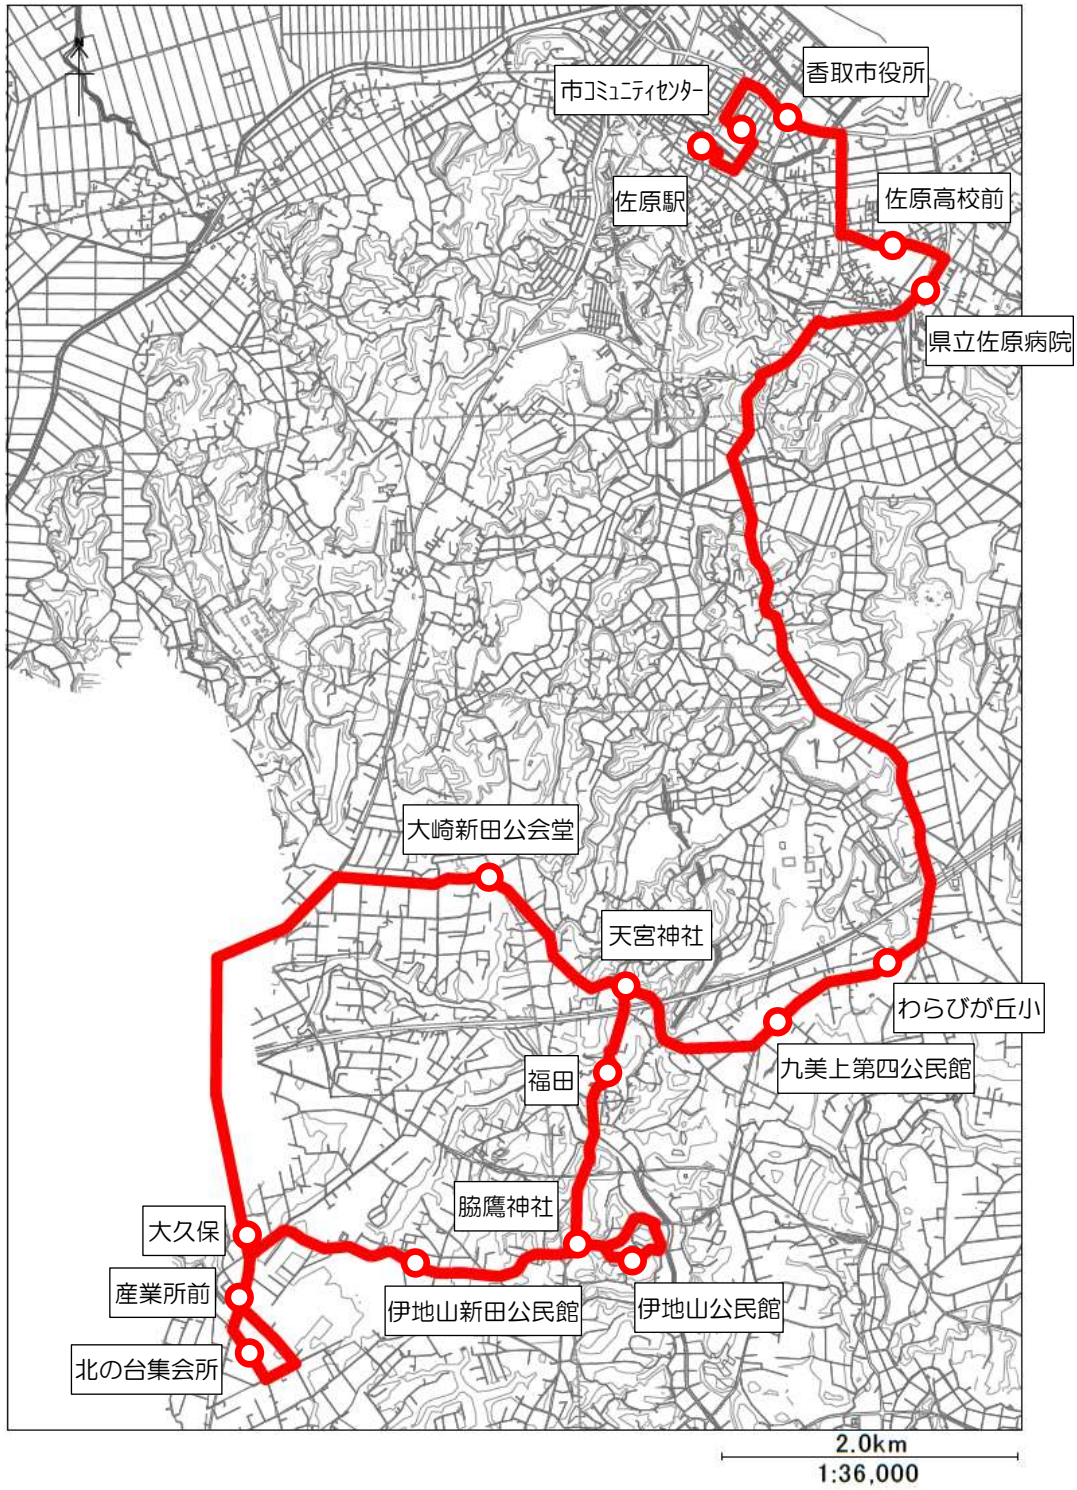 香取市役所
市コミュニティセンター
佐原駅
佐原高校前
県立佐原病院
大崎新田公会堂
天宮神社
わらびが丘小
九美上第四公民館
福田
脇鷹神社
大久保
産業所前
伊地山新田公民館
伊地山公民館
北の台集会所
2.0km
1:36,000